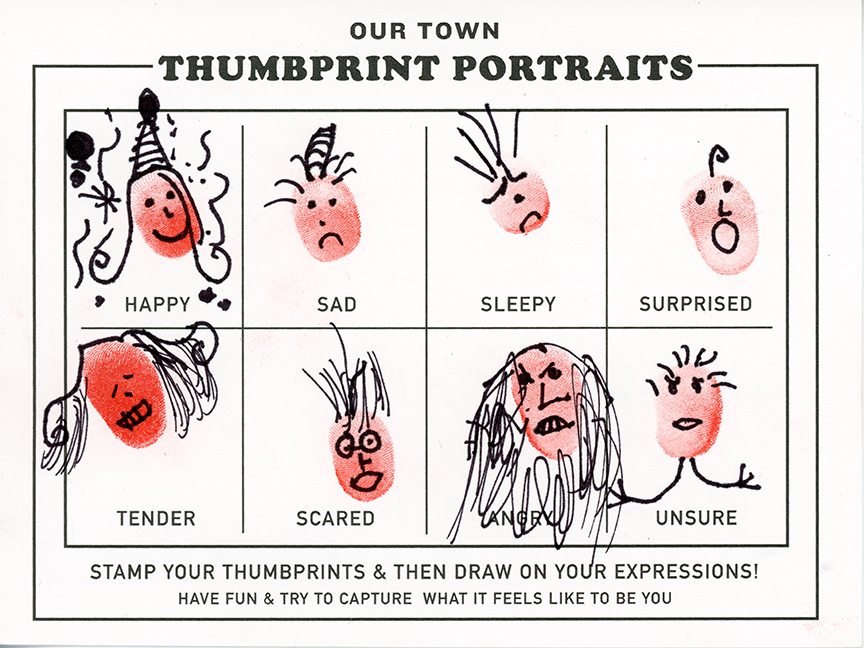 OUR TOWN
THUMBPRINT PORTRAITS
HAPPY
SAD
SLEEPY
SURPRISED
TENDER
SCARED
ANGRY
UNSURE
STAMP YOUR THUMBPRINTS & THEN DRAW ON YOUR EXPRESSIONS!
HAVE FUN & TRY TO CAPTURE WHAT IT FEELS LIKE TO BE YOU